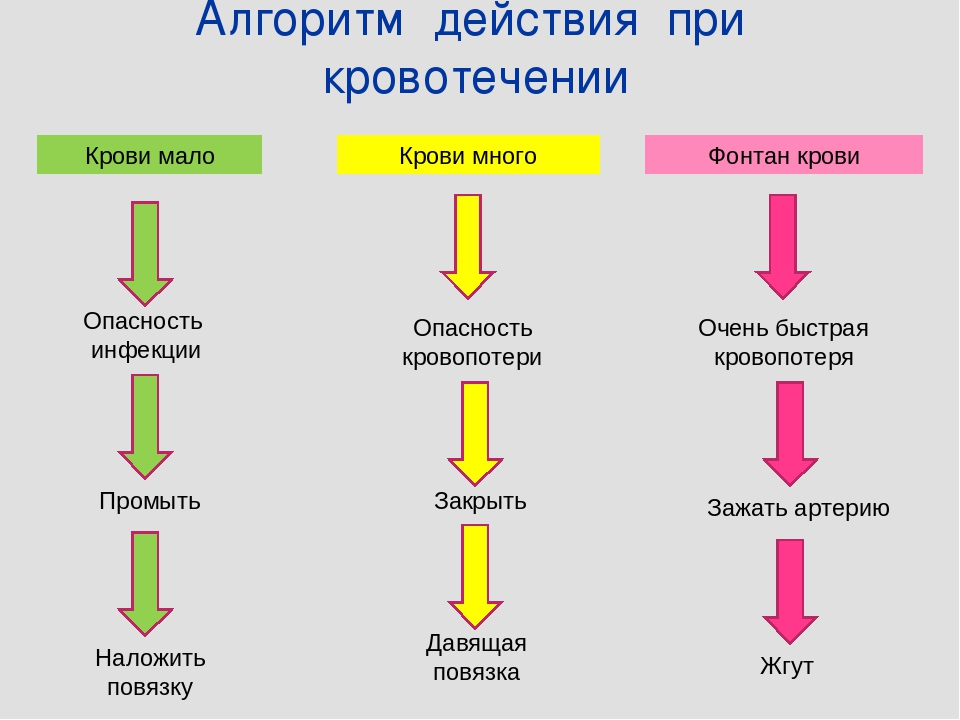 Алгоритм действия при
кровотечении
Крови мало
Крови много
Фонтан крови
Опасность
инфекции
Опасность
кровопотери
Очень быстрая
кровопотеря
Промыть
Закрыть
Зажать артерию
Наложить
повязку
Давящая
повязка
Жгут